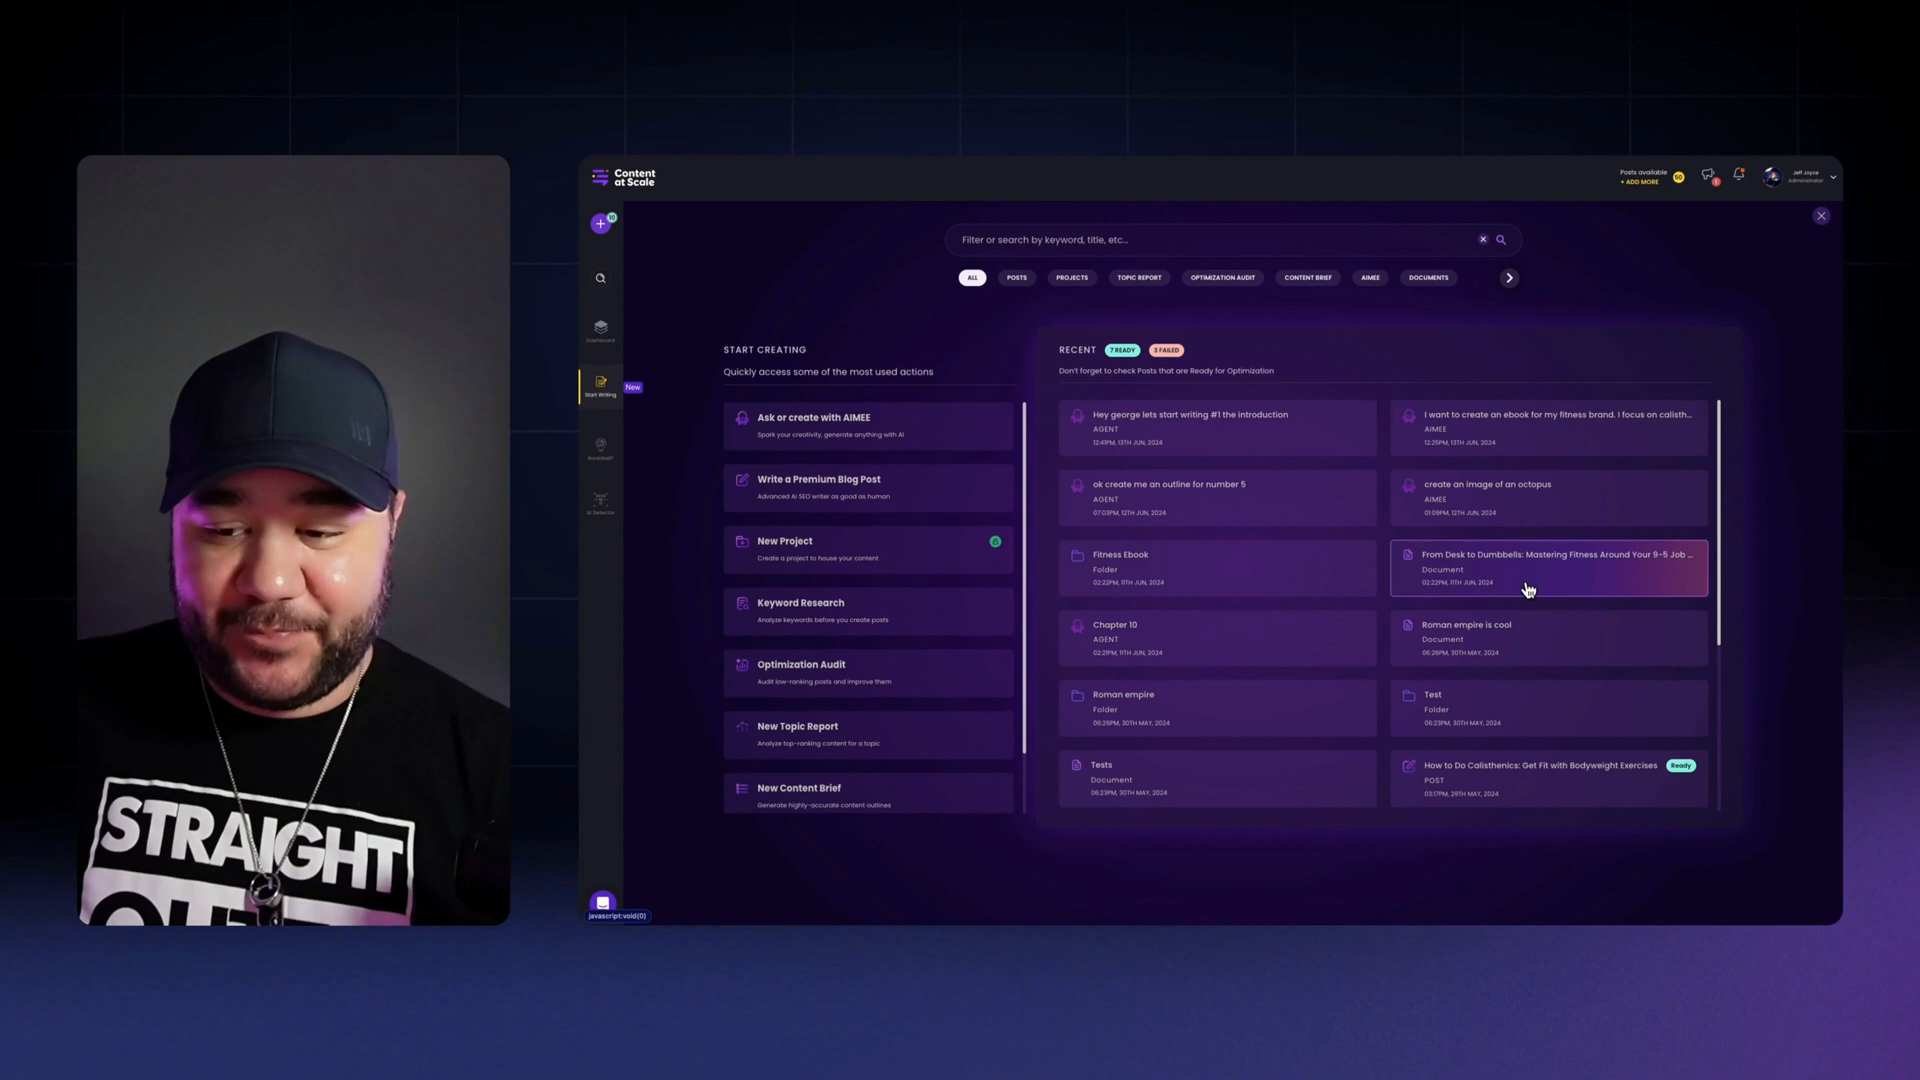 Content
at Scale
Posts available
+ ADD MORE
50
1
Jeff Joyce
Administrator
10
Filter or search by keyword, title, etc...
ALL
POSTS
PROJECTS
TOPIC REPORT
OPTIMIZATION AUDIT
CONTENT BRIEF
AIMEE
DOCUMENTS
Dashboard
Start Writing
New
AI Detector
START CREATING
Quickly access some of the most used actions
Ask or create with AIMEE
Spark your creativity, generate anything with AI
Write a Premium Blog Post
Advanced AI SEO writer as good as human
New Project
Create a project to house your content
Keyword Research
Analyze keywords before you create posts
Optimization Audit
Audit low-ranking posts and improve them
New Topic Report
Analyze top-ranking content for a topic
New Content Brief
Generate highly-accurate content outlines
RECENT
7 READY
3 FAILED
Don't forget to check Posts that are Ready for Optimization
Hey george lets start writing #1 the introduction
AGENT
12:41PM, 13TH JUN, 2024
I want to create an ebook for my fitness brand. I focus on calisth...
AIMEE
12:25PM, 13TH JUN, 2024
ok create me an outline for number 5
AGENT
07:03PM, 12TH JUN, 2024
create an image of an octopus
AIMEE
01:09PM, 12TH JUN, 2024
Fitness Ebook
Folder
02:22PM, 11TH JUN, 2024
From Desk to Dumbbells: Mastering Fitness Around Your 9-5 Job ...
Document
02:22PM, 11TH JUN, 2024
Chapter 10
AGENT
02:21PM, 11TH JUN, 2024
Roman empire is cool
Document
06:26PM, 30TH MAY, 2024
Roman empire
Folder
06:26PM, 30TH MAY, 2024
Test
Folder
06:23PM, 30TH MAY, 2024
Tests
Document
06:23PM, 30TH MAY, 2024
How to Do Calisthenics: Get Fit with Bodyweight Exercises
Ready
POST
03:17PM, 29TH MAY, 2024
javascript:void(0)
STRAIGHT